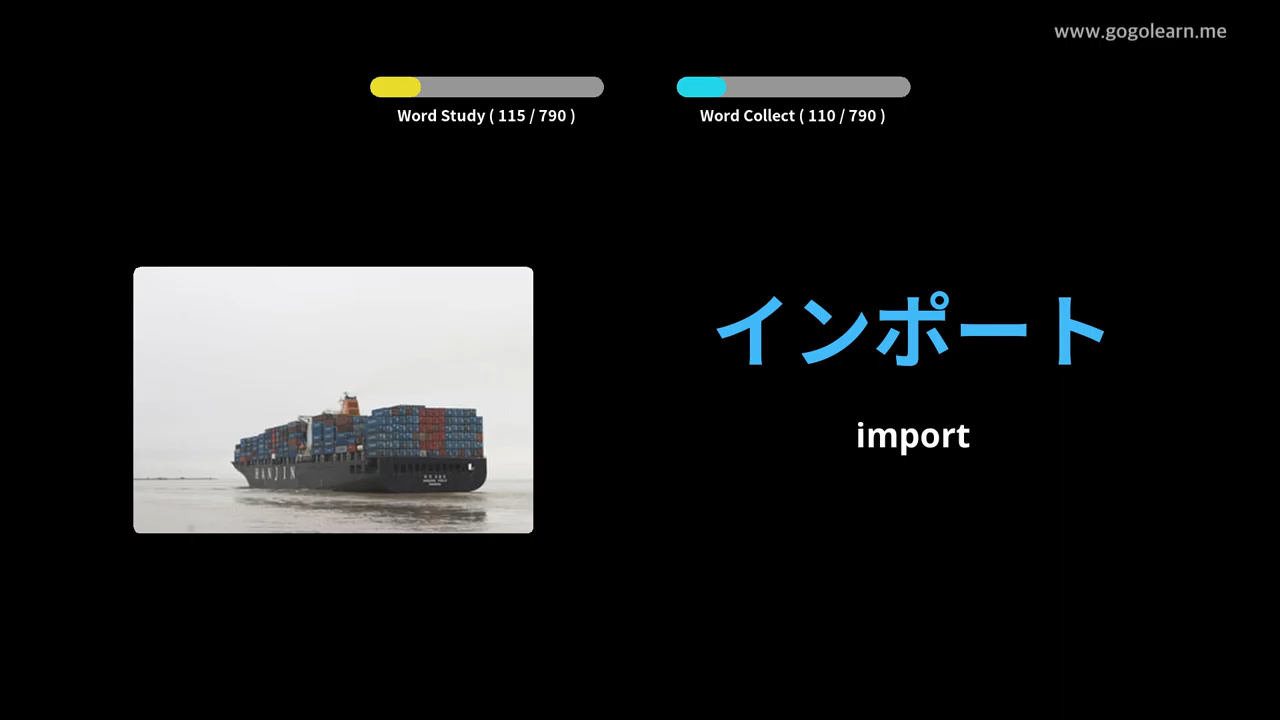 www.gogolearn.me
Word Study ( 115 / 790 )
Word Collect ( 110 / 790 )
インポート
import
HANJIN